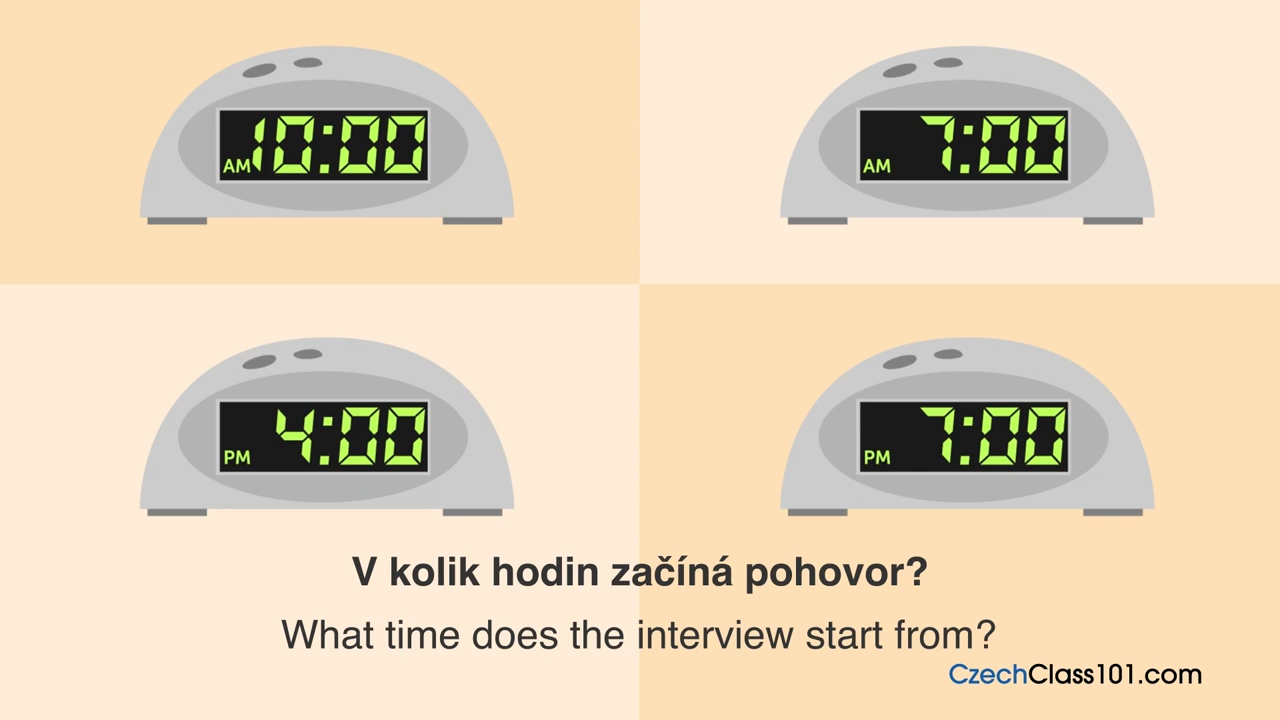 AM 10:00
AM 7:00
PM 4:00
PM 7:00
V kolik hodin začíná pohovor?
What time does the interview start from?
CzechClass101.com